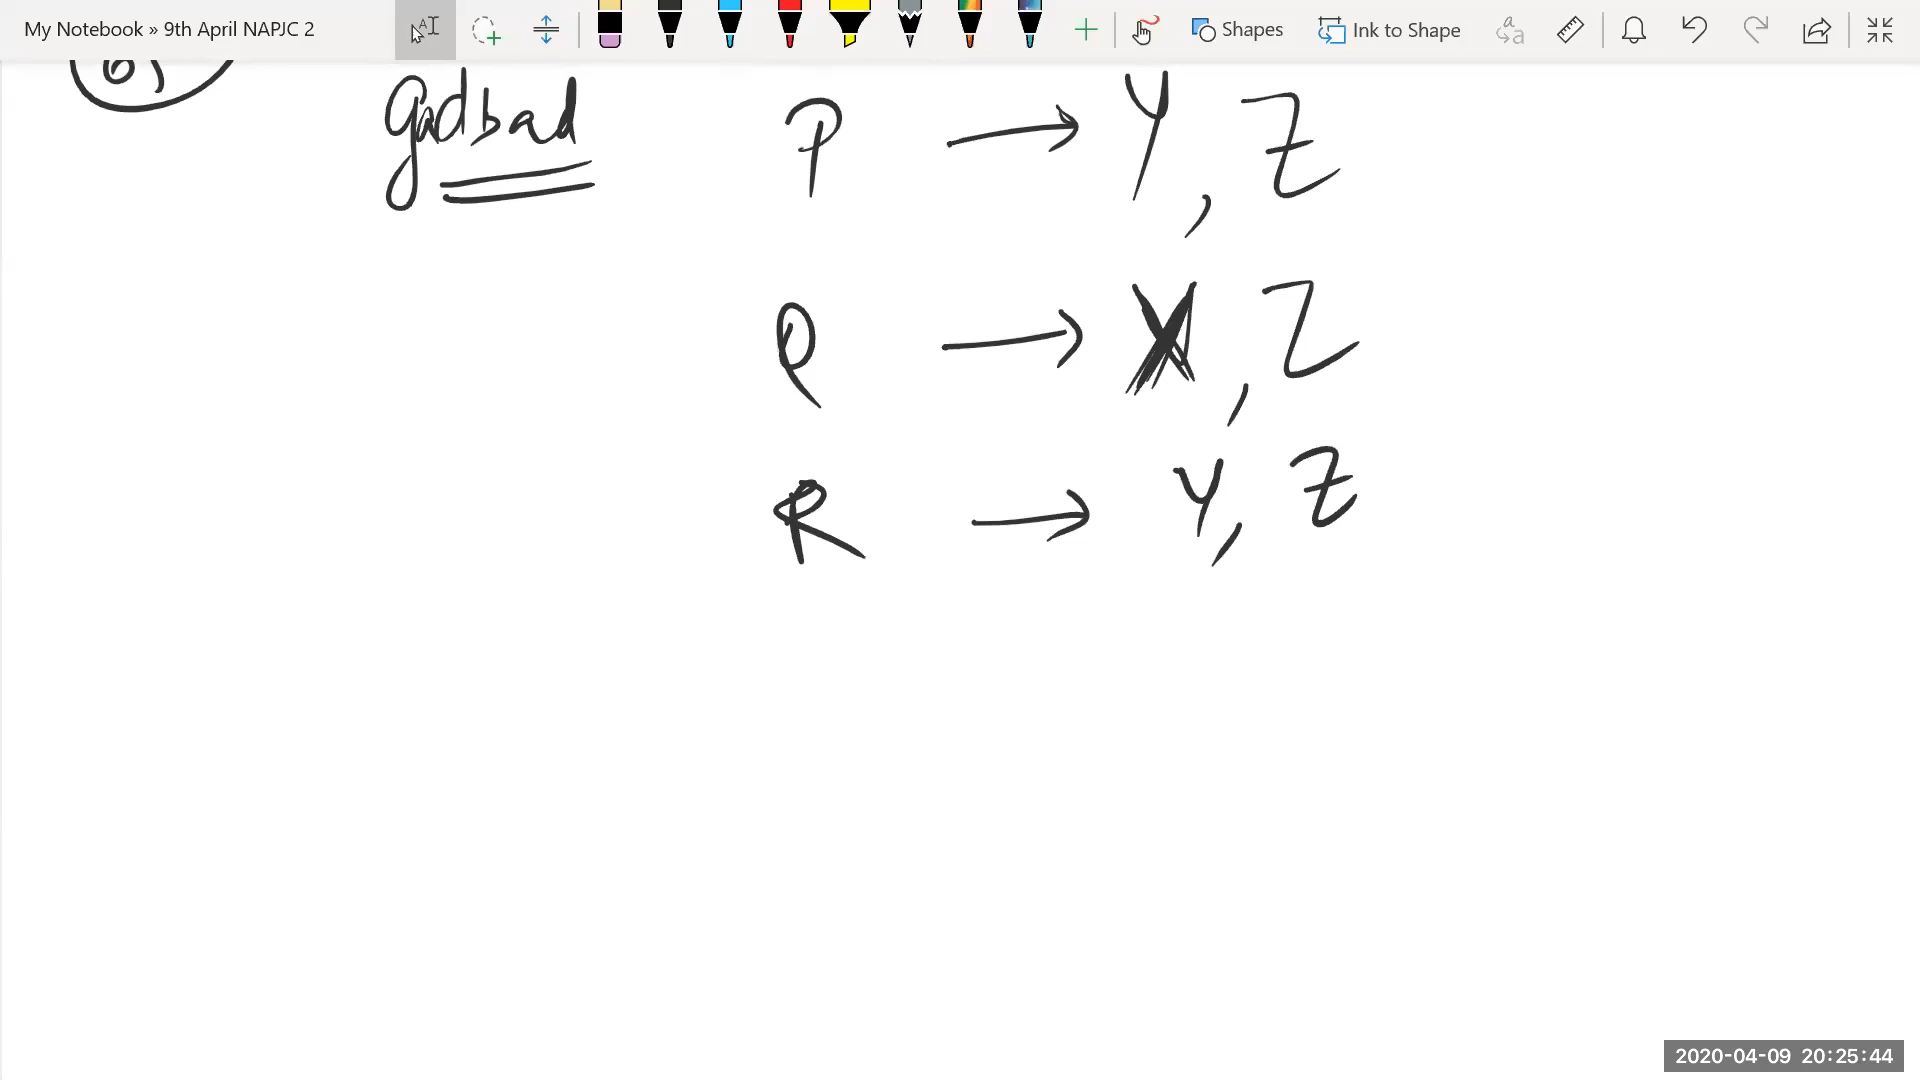 My Notebook » 9th April NAPJC 2 Shapes Ink to Shape
gadbad P → Y, Z
Q → X, Z
R → Y, Z
2020-04-09 20:25:44